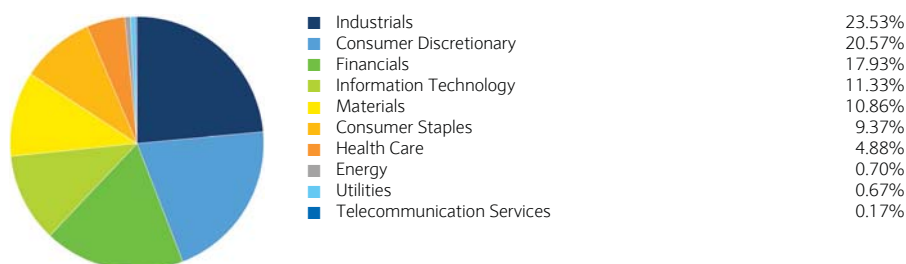 Industrials 23.53%
Consumer Discretionary 20.57%
Financials 17.93%
Information Technology 11.33%
Materials 10.86%
Consumer Staples 9.37%
Health Care 4.88%
Energy 0.70%
Utilities 0.67%
Telecommunication Services 0.17%